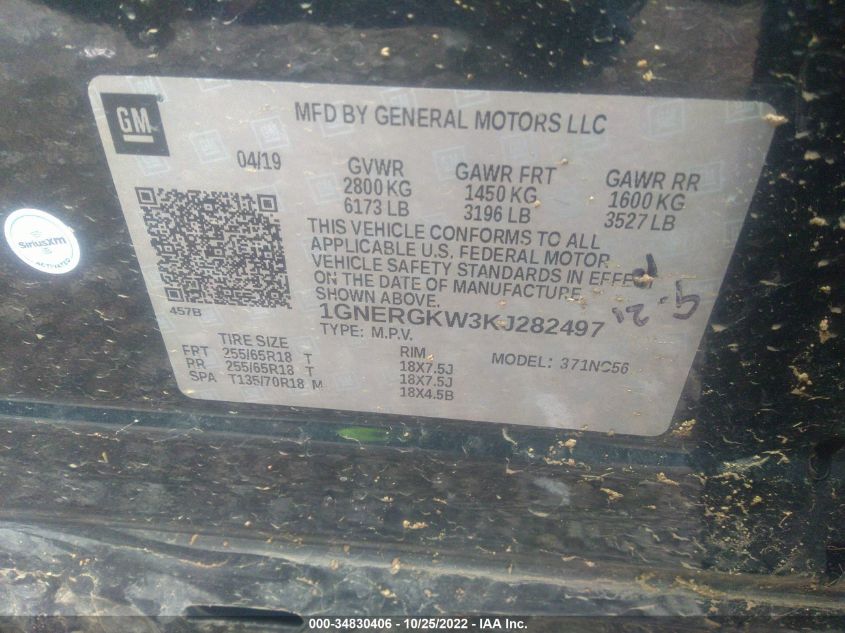 GM
MFD BY GENERAL MOTORS LLC
04/19
GVWR
2800 KG
6173 LB
GAWR FRT
1450 KG
3196 LB
GAWR RR
1600 KG
3527 LB
THIS VEHICLE CONFORMS TO ALL
APPLICABLE U.S. FEDERAL MOTOR
VEHICLE SAFETY STANDARDS IN EFFECT
ON THE DATE OF MANUFACTURE
SHOWN ABOVE.
457B
1GNERGKW3KJ282497
TYPE: M.P.V.
MODEL: 371NC56
TIRE SIZE
RIM
FRT 255/65R18 T 18X7.5J
RR 255/65R18 T 18X7.5J
SPA T135/70R18 M 18X4.5B
SiriusXM
ACTIVATED
000-34830406 - 10/25/2022 - IAA Inc.